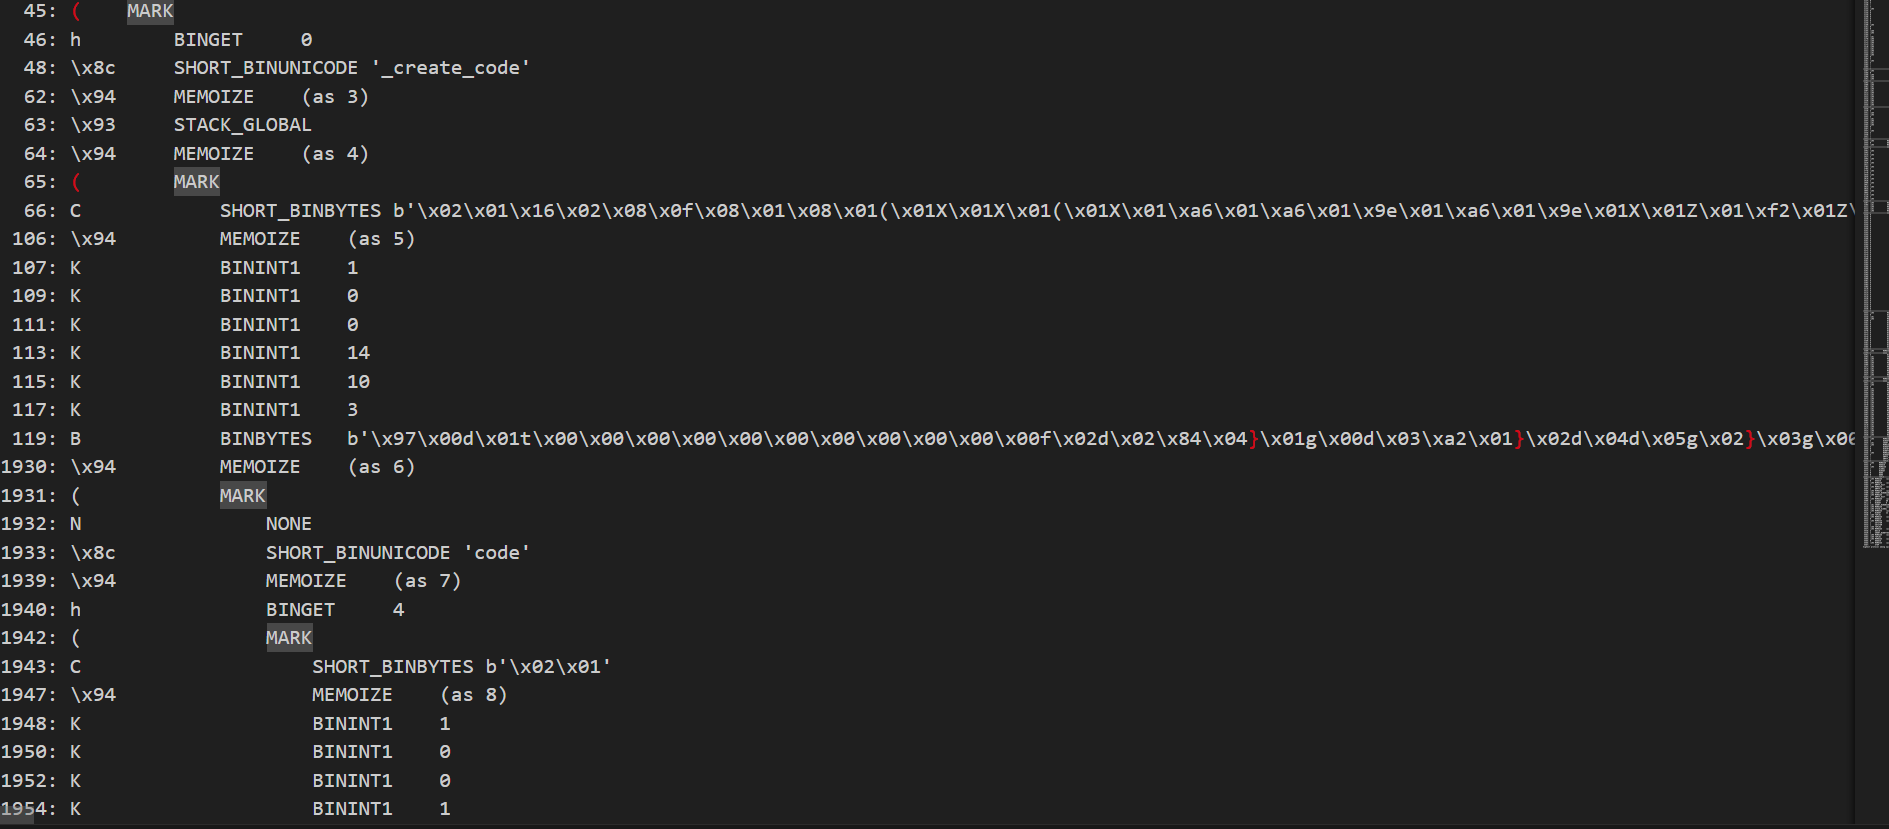 45: (    MARK
46: h        BINGET     0
48: \x8c     SHORT_BINUNICODE '_create_code'
62: \x94     MEMOIZE    (as 3)
63: \x93     STACK_GLOBAL
64: \x94     MEMOIZE    (as 4)
65: (        MARK
66: C            SHORT_BINBYTES b'\x02\x01\x16\x02\x08\x0f\x08\x01\x08\x01(\x01X\x01X\x01(\x01X\x01\xa6\x01\xa6\x01\x9e\x01\xa6\x01\x9e\x01X\x01Z\x01\xf2\x01Z\
106: \x94         MEMOIZE    (as 5)
107: K            BININT1    1
109: K            BININT1    0
111: K            BININT1    0
113: K            BININT1    14
115: K            BININT1    10
117: K            BININT1    3
119: B            BINBYTES   b'\x97\x00d\x01t\x00\x00\x00\x00\x00\x00\x00\x00\x00\x00\x00f\x02d\x02\x84\x04}\x01g\x00d\x03\xa2\x01}\x02d\x04d\x05g\x02}\x03g\x00
1930: \x94         MEMOIZE    (as 6)
1931: (            MARK
1932: N                NONE
1933: \x8c             SHORT_BINUNICODE 'code'
1939: \x94             MEMOIZE    (as 7)
1940: h                BINGET     4
1942: (                MARK
1943: C                    SHORT_BINBYTES b'\x02\x01'
1947: \x94                 MEMOIZE    (as 8)
1948: K                    BININT1    1
1950: K                    BININT1    0
1952: K                    BININT1    0
1954: K                    BININT1    1